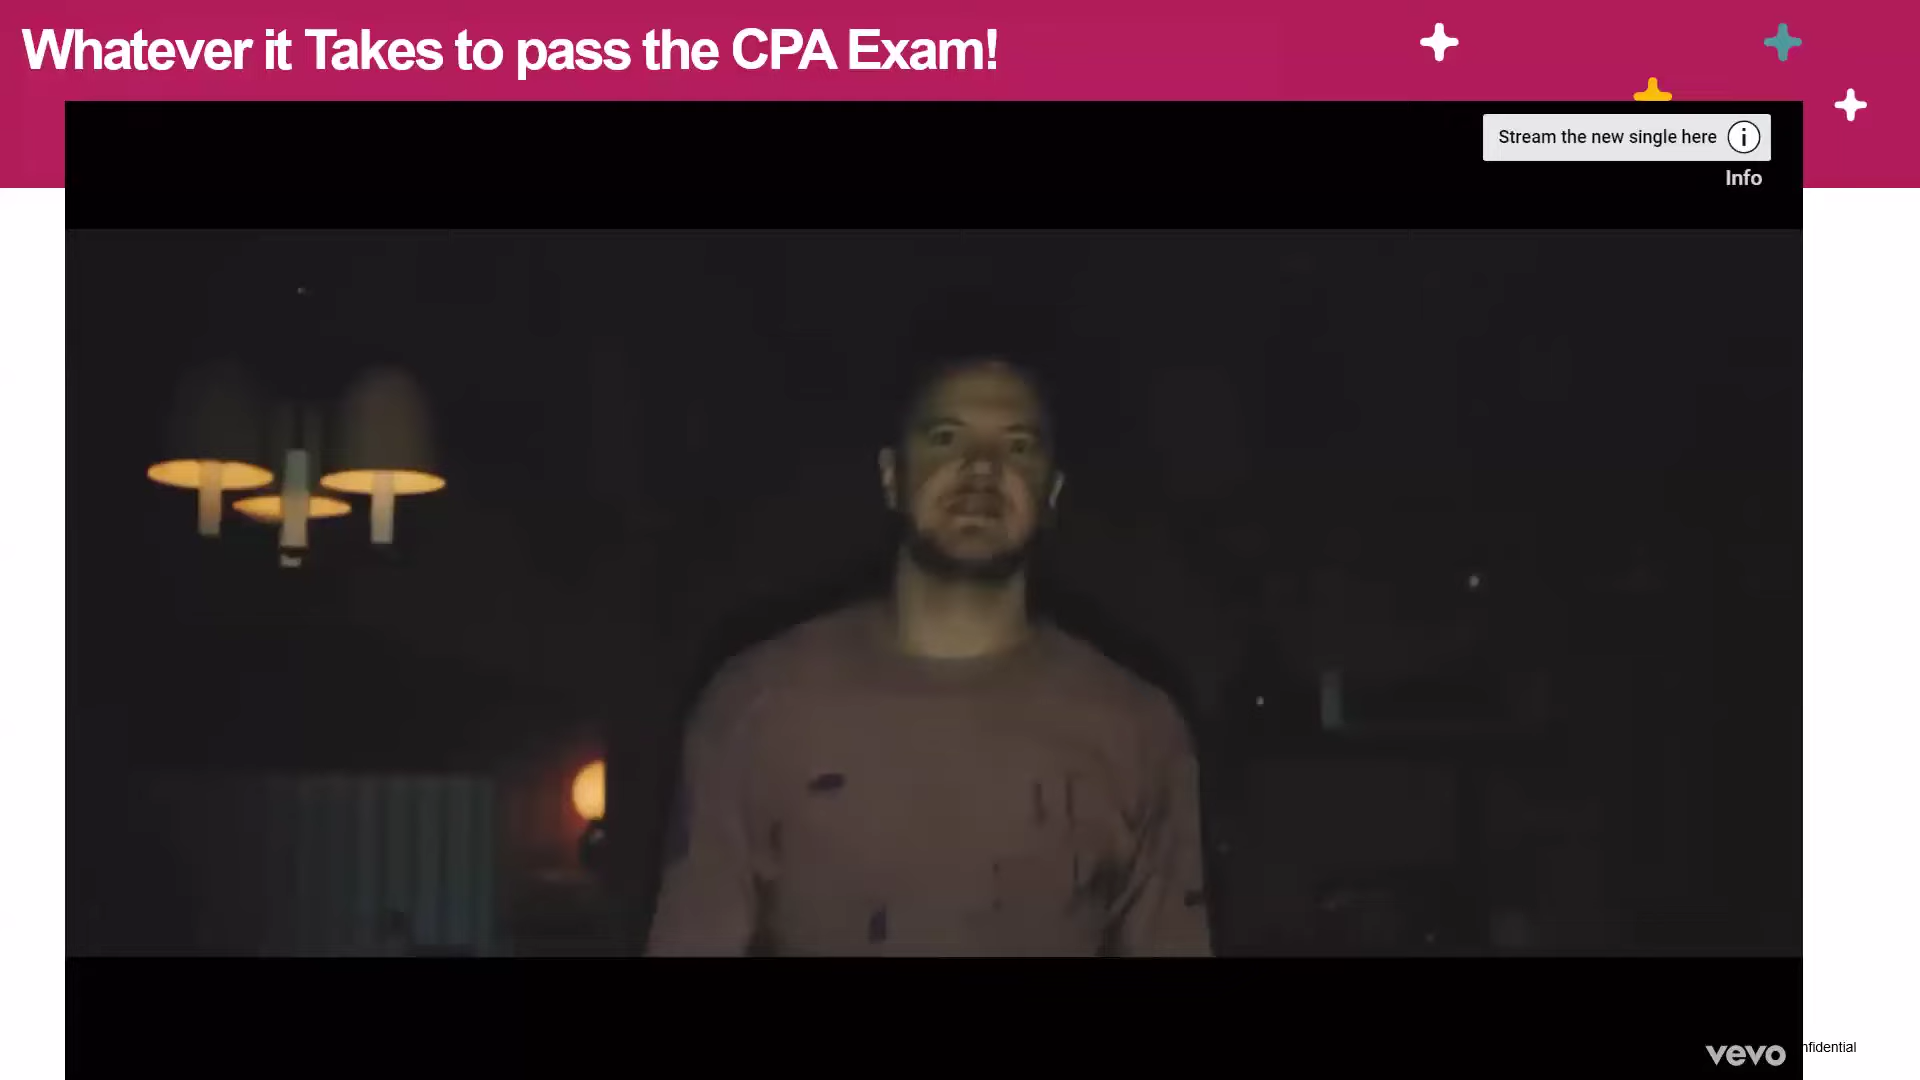 Whatever it Takes to pass the CPA Exam!
Stream the new single here
Info
vevo
nfidential